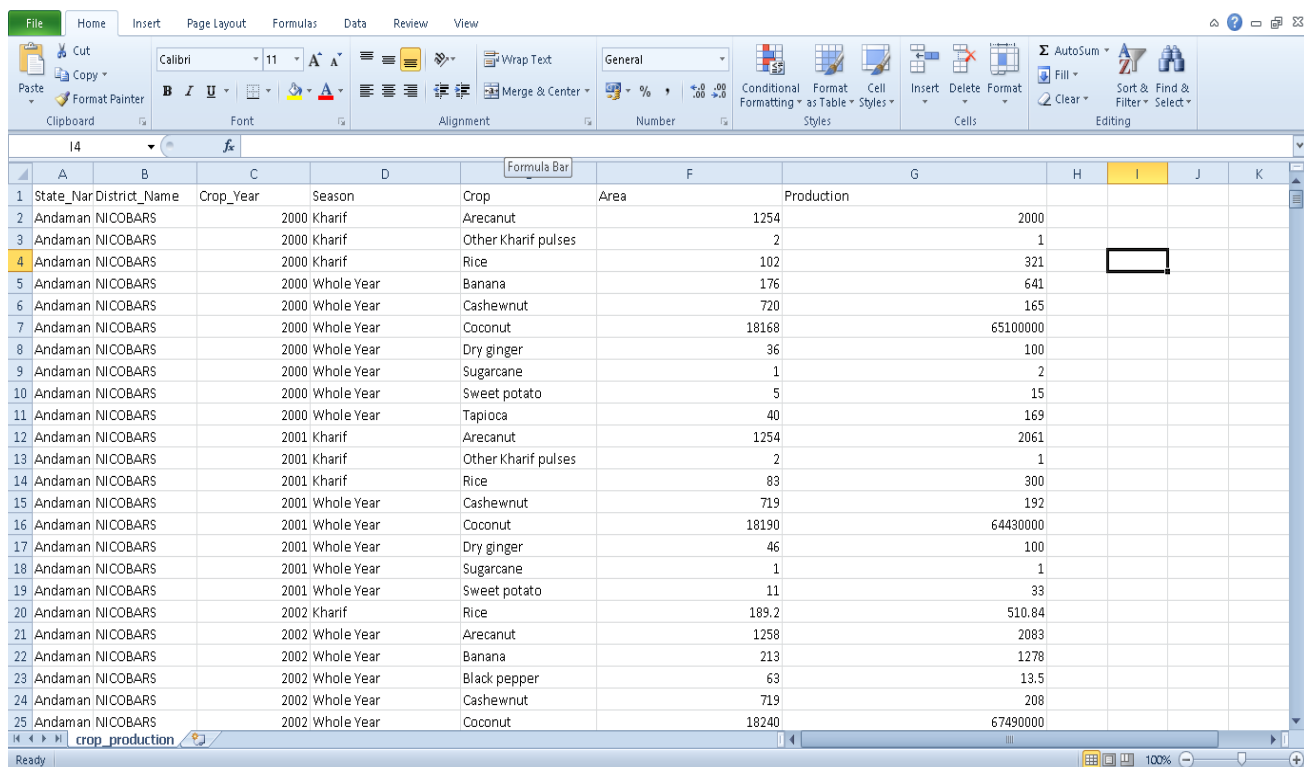 File Home Insert Page Layout Formulas Data Review View
Cut
Copy
Format Painter
Paste
Clipboard
Calibri 11
B I U
Font
Wrap Text
Merge & Center
Alignment
General
% ,
Number
Conditional Formatting
Format as Table
Cell Styles
Styles
Insert Delete Format
Cells
Σ AutoSum
Fill
Clear
Sort & Filter
Find & Select
Editing
I4 fx
Formula Bar
A B C D F G H I J K
1 State_Nar District_Name Crop_Year Season Crop Area Production
2 Andaman NICOBARS 2000 Kharif Arecanut 1254 2000
3 Andaman NICOBARS 2000 Kharif Other Kharif pulses 2 1
4 Andaman NICOBARS 2000 Kharif Rice 102 321
5 Andaman NICOBARS 2000 Whole Year Banana 176 641
6 Andaman NICOBARS 2000 Whole Year Cashewnut 720 165
7 Andaman NICOBARS 2000 Whole Year Coconut 18168 65100000
8 Andaman NICOBARS 2000 Whole Year Dry ginger 36 100
9 Andaman NICOBARS 2000 Whole Year Sugarcane 1 2
10 Andaman NICOBARS 2000 Whole Year Sweet potato 5 15
11 Andaman NICOBARS 2000 Whole Year Tapioca 40 169
12 Andaman NICOBARS 2001 Kharif Arecanut 1254 2061
13 Andaman NICOBARS 2001 Kharif Other Kharif pulses 2 1
14 Andaman NICOBARS 2001 Kharif Rice 83 300
15 Andaman NICOBARS 2001 Whole Year Cashewnut 719 192
16 Andaman NICOBARS 2001 Whole Year Coconut 18190 64430000
17 Andaman NICOBARS 2001 Whole Year Dry ginger 46 100
18 Andaman NICOBARS 2001 Whole Year Sugarcane 1 1
19 Andaman NICOBARS 2001 Whole Year Sweet potato 11 33
20 Andaman NICOBARS 2002 Kharif Rice 189.2 510.84
21 Andaman NICOBARS 2002 Whole Year Arecanut 1258 2083
22 Andaman NICOBARS 2002 Whole Year Banana 213 1278
23 Andaman NICOBARS 2002 Whole Year Black pepper 63 13.5
24 Andaman NICOBARS 2002 Whole Year Cashewnut 719 208
25 Andaman NICOBARS 2002 Whole Year Coconut 18240 67490000
crop_production
Ready 100%